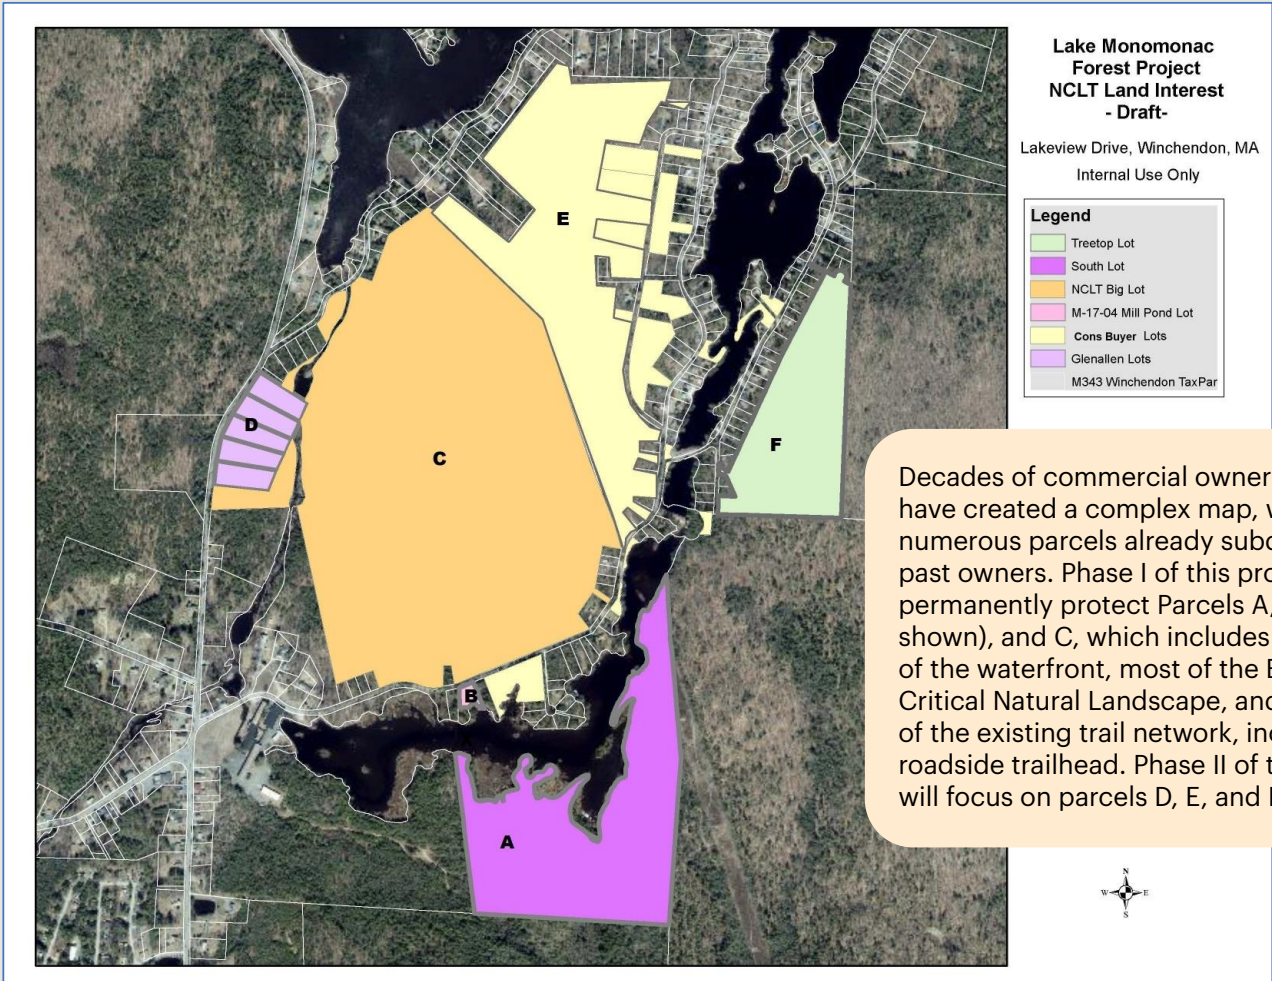 Lake Monomonac
Forest Project
NCLT Land Interest
- Draft-
Lakeview Drive, Winchendon, MA
Internal Use Only
Legend
Treetop Lot
South Lot
NCLT Big Lot
M-17-04 Mill Pond Lot
Cons Buyer Lots
Glenallen Lots
M343 Winchendon TaxPar
E
D
C
F
B
A
Decades of commercial owner
have created a complex map,
numerous parcels already
past owners. Phase I of this
permanently protect Parcels A,
shown), and C, which includes
of the waterfront, most of the
Critical Natural Landscape, and
of the existing trail network,
roadside trailhead. Phase II of
will focus on parcels D, E, and
N
W
E
S